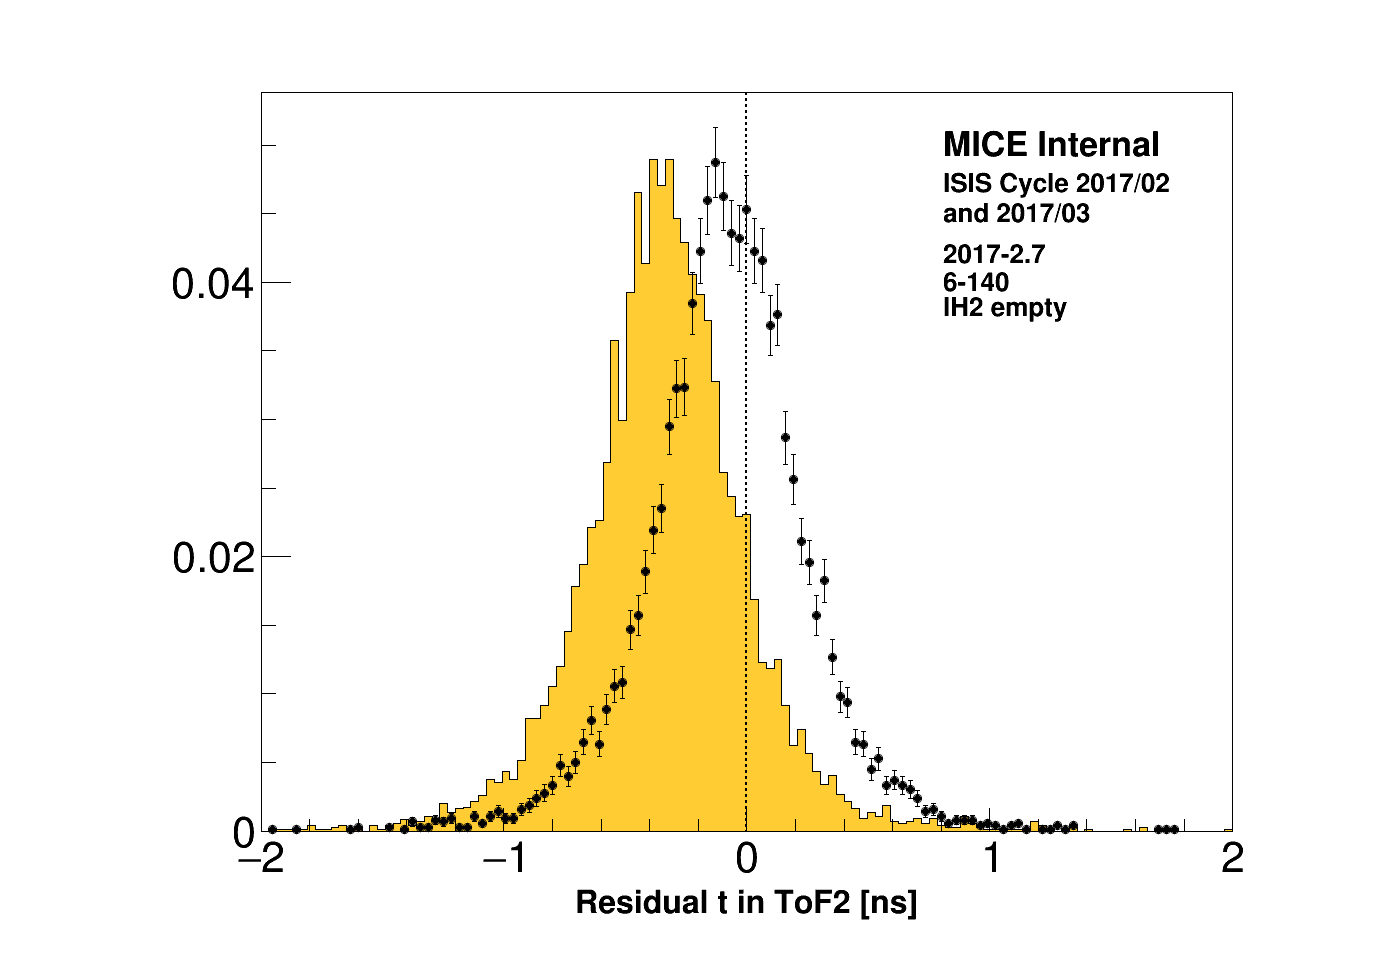 MICE Internal
ISIS Cycle 2017/02
and 2017/03
2017-2.7
6-140
lH2 empty
0.04
0.02
0
−2
−1
0
1
2
Residual t in ToF2 [ns]